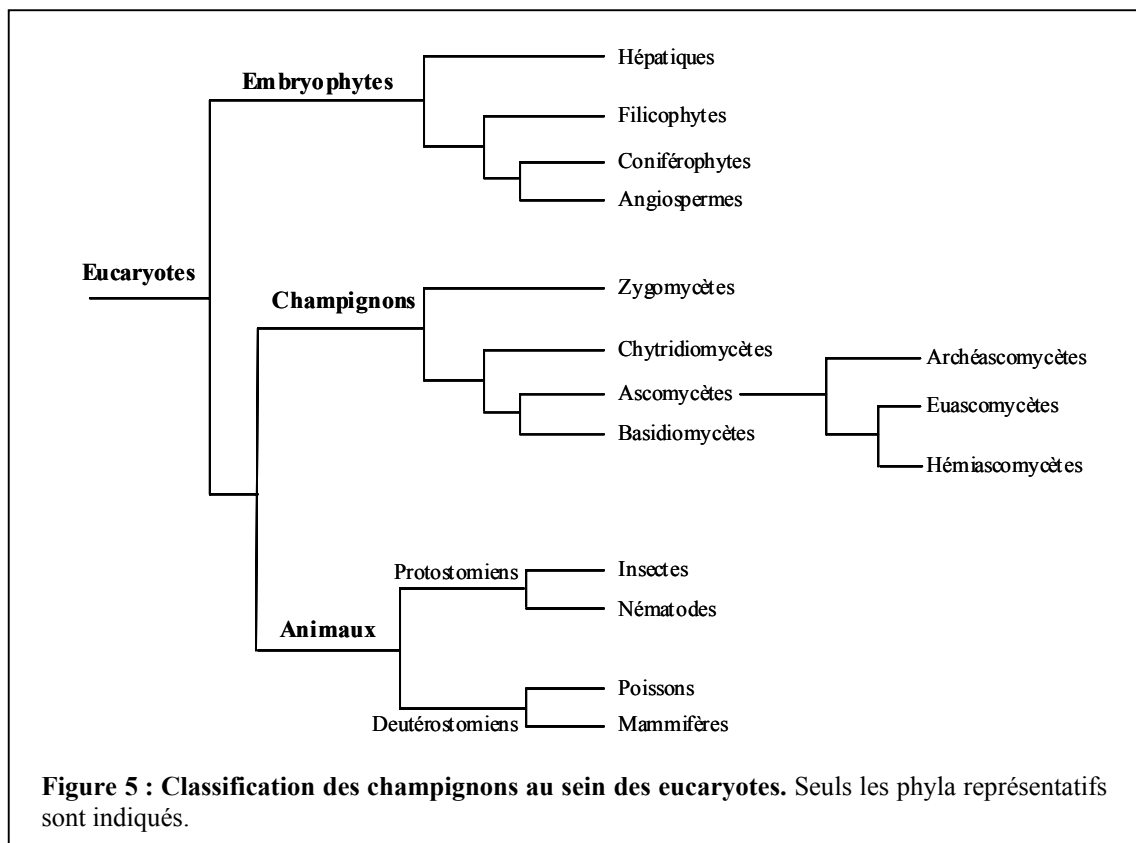 Hépatiques
Embryophytes
Filicophytes
Coniférophytes
Angiospermes
Eucaryotes
Zygomycètes
Champignons
Chytridiomycètes
Archéascomycètes
Ascomycètes
Euascomycètes
Basidiomycètes
Hémiascomycètes
Protostomiens
Insectes
Nématodes
Animaux
Poissons
Deutérostomiens
Mammifères
Figure 5 : Classification des champignons au sein des eucaryotes. Seuls les phyla représentatifs
sont indiqués.